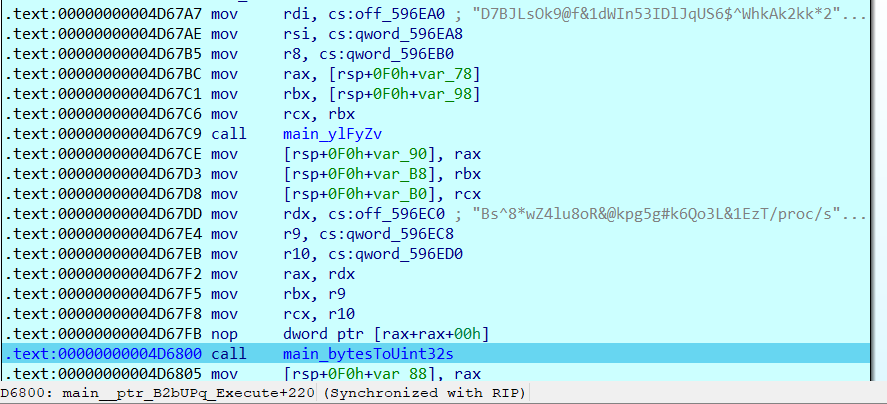 .text:00000000004D67A7 mov     rdi, cs:off_596EA0 ; "D7BJLsOk9@f&1dWIn53IDlJqUS6$^WhkAk2kk*2"...
.text:00000000004D67AE mov     rsi, cs:qword_596EA8
.text:00000000004D67B5 mov     r8, cs:qword_596EB0
.text:00000000004D67BC mov     rax, [rsp+0F0h+var_78]
.text:00000000004D67C1 mov     rbx, [rsp+0F0h+var_98]
.text:00000000004D67C6 mov     rcx, rbx
.text:00000000004D67C9 call    main_ylFyZv
.text:00000000004D67CE mov     [rsp+0F0h+var_90], rax
.text:00000000004D67D3 mov     [rsp+0F0h+var_B8], rbx
.text:00000000004D67D8 mov     [rsp+0F0h+var_B0], rcx
.text:00000000004D67DD mov     rdx, cs:off_596EC0 ; "Bs^8*wZ4lu8oR&@kpg5g#k6Qo3L&1EzT/proc/s"...
.text:00000000004D67E4 mov     r9, cs:qword_596EC8
.text:00000000004D67EB mov     r10, cs:qword_596ED0
.text:00000000004D67F2 mov     rax, rdx
.text:00000000004D67F5 mov     rbx, r9
.text:00000000004D67F8 mov     rcx, r10
.text:00000000004D67FB nop     dword ptr [rax+rax+00h]
.text:00000000004D6800 call    main_bytesToUint32s
.text:00000000004D6805 mov     [rsp+0F0h+var_88], rax
D6800: main__ptr_B2bUPq_Execute+220 (Synchronized with RIP)